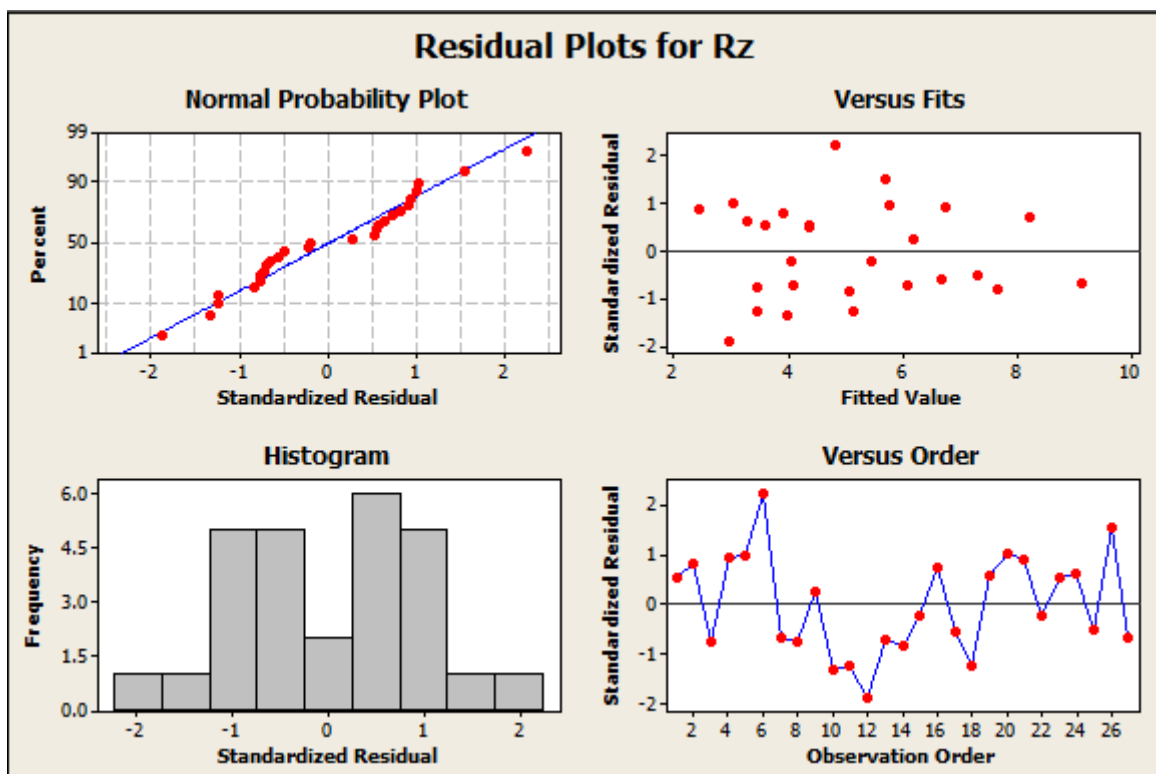 Residual Plots for Rz
Normal Probability Plot
99
90
50
10
1
Percent
-2 -1 0 1 2
Standardized Residual
Versus Fits
2
1
0
-1
-2
Standardized Residual
2 4 6 8 10
Fitted Value
Histogram
6.0
4.5
3.0
1.5
0.0
Frequency
-2 -1 0 1 2
Standardized Residual
Versus Order
2
1
0
-1
-2
Standardized Residual
2 4 6 8 10 12 14 16 18 20 22 24 26
Observation Order